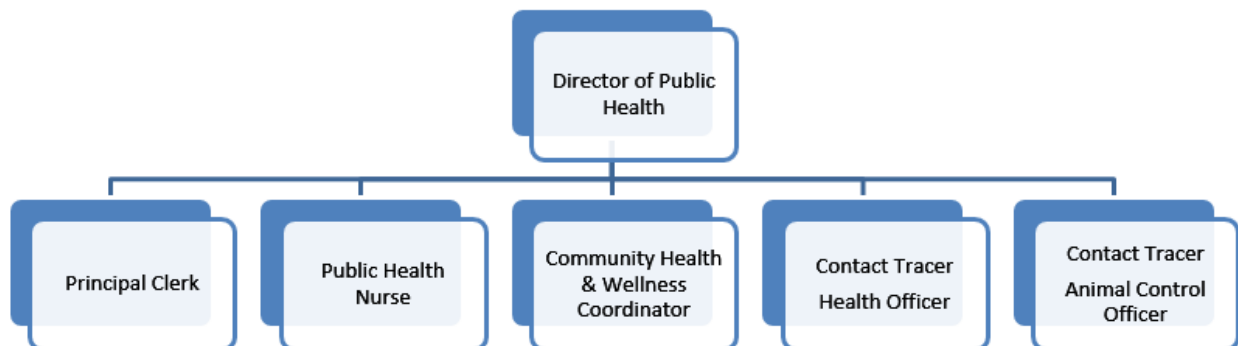 Director of Public
Health
Principal Clerk
Public Health
Nurse
Community Health
& Wellness
Coordinator
Contact Tracer
Health Officer
Contact Tracer
Animal Control
Officer